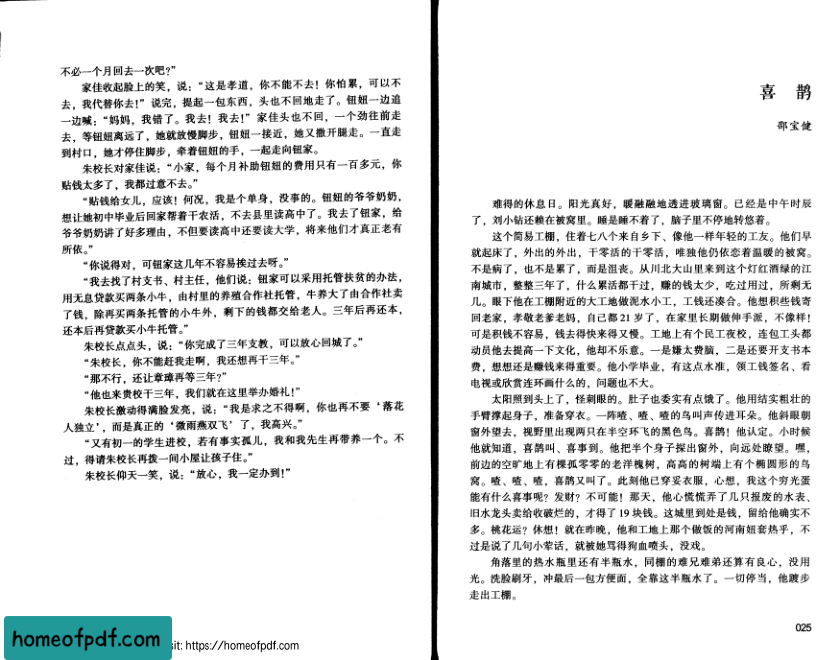 不必一个月回去一次吧？”
家佳收起脸上的笑，说：“这是孝道，你不能不去！你怕累，可以不
去，我代替你去！”说完，提起一包东西，头也不回地走了。钮妞一边追
一边喊：“妈妈，我错了。我去！我去！”家佳头也不回，一个劲往前走
去，等钮妞离远了，她就放慢脚步，钮妞一接近，她又撒开腿走。一直走
到村口，她才停住脚步，牵着钮妞的手，一起走向钮家。
朱校长对家佳说：“小家，每个月补助钮妞的费用只有一百多元，你
贴钱太多了，我都过意不去。”
“贴钱给女儿，应该！何况，我是个单身，没事的。钮妞的爷爷奶奶，
想让她初中毕业后回家帮着干农活，不去县里读高中了。我去了钮家，给
爷爷奶奶讲了好多理由，不但要读高中还要读大学，将来他们才真正老有
所依。”
“你说得对，可钮家这几年不容易挨过去呀。”
“我去找了村支书、村主任，他们说：钮家可以采用托管扶贫的办法，
用无息贷款买两条小牛，由村里的养殖合作社托管，牛养大了由合作社卖
了钱，除再买两条托管的小牛外，剩下的钱都交给老人。三年后再还本，
还本后再贷款买小牛托管。”
朱校长点点头，说：“你完成了三年支教，可以放心回城了。”
“朱校长，你不能赶我走啊，我还想再干三年。”
“那不行，还让章璋再等三年？”
“他也来贵校干三年，我们就在这里举办婚礼！”
朱校长激动得满脸发亮，说：“我是求之不得啊，你也再不要‘落花
人独立’，而是真正的‘微雨燕双飞’了，我高兴。”
“又有初一的学生进校，若有事实孤儿，我和我先生再带养一个。不
过，得请朱校长再拨一间小屋让孩子住。”
朱校长仰天一笑，说：“放心，我一定办到！”
homeofpdf.com
sit: https://homeofpdf.com
喜 鹊
邵宝健
难得的休息日。阳光真好，暖融融地透进玻璃窗。已经是中午时辰
了，刘小钻还赖在被窝里。睡是睡不着了，脑子里不停地转悠着。
这个简易工棚，住着七八个来自乡下、像他一样年轻的工友。他们早
就起床了，外出的外出，干零活的干零活，唯独他仍依恋着温暖的被窝。
不是病了，也不是累了，而是沮丧。从川北大山里来到这个灯红酒绿的江
南城市，整整三年了，什么累活都干过，赚的钱太少，吃过用过，所剩无
几。眼下他在工棚附近的大工地做泥水小工，工钱还凑合。他想积些钱寄
回老家，孝敬老爹老妈，自己都 21 岁了，在家里长期做伸手派，不像样！
可是积钱不容易，钱去得快来得又慢。工地上有个民工夜校，连包工头都
动员他去提高一下文化，他却不乐意。一是嫌太费脑，二是还要开支书本
费，想想还是赚钱来得重要。他小学毕业，有这点水准，领工钱签名、看
电视或欣赏连环画什么的，问题也不大。
太阳照到头上了，怪刺眼的。肚子也委实有点饿了。他用结实粗壮的
手臂撑起身子，准备穿衣。一阵喳、喳、喳的鸟叫声传进耳朵。他斜眼朝
窗外望去，视野里出现两只在半空环飞的黑色鸟。喜鹊！他认定。小时候
他就知道，喜鹊叫、喜事到。他把半个身子探出窗外，向远处瞭望。嘿，
前边的空旷地上有棵孤零零的老洋槐树，高高的树端上有个椭圆形的鸟
窝。喳、喳、喳，喜鹊又叫了。此刻他已穿妥衣服，心想，我这个穷光蛋
能有什么喜事呢？发财？不可能！那天，他心慌慌弄了几只报废的水表、
旧水龙头卖给收破烂的，才得了 19 块钱。这城里到处是钱，留给他确实不
多。桃花运？休想！就在昨晚，他和工地上那个做饭的河南妞套热乎，不
过是说了几句小荤话，就被她骂得狗血喷头，没戏。
角落里的热水瓶里还有半瓶水，同棚的难兄难弟还算有良心，没用
光。洗脸刷牙，冲最后一包方便面，全靠这半瓶水了。一切停当，他踱步
走出工棚。
025